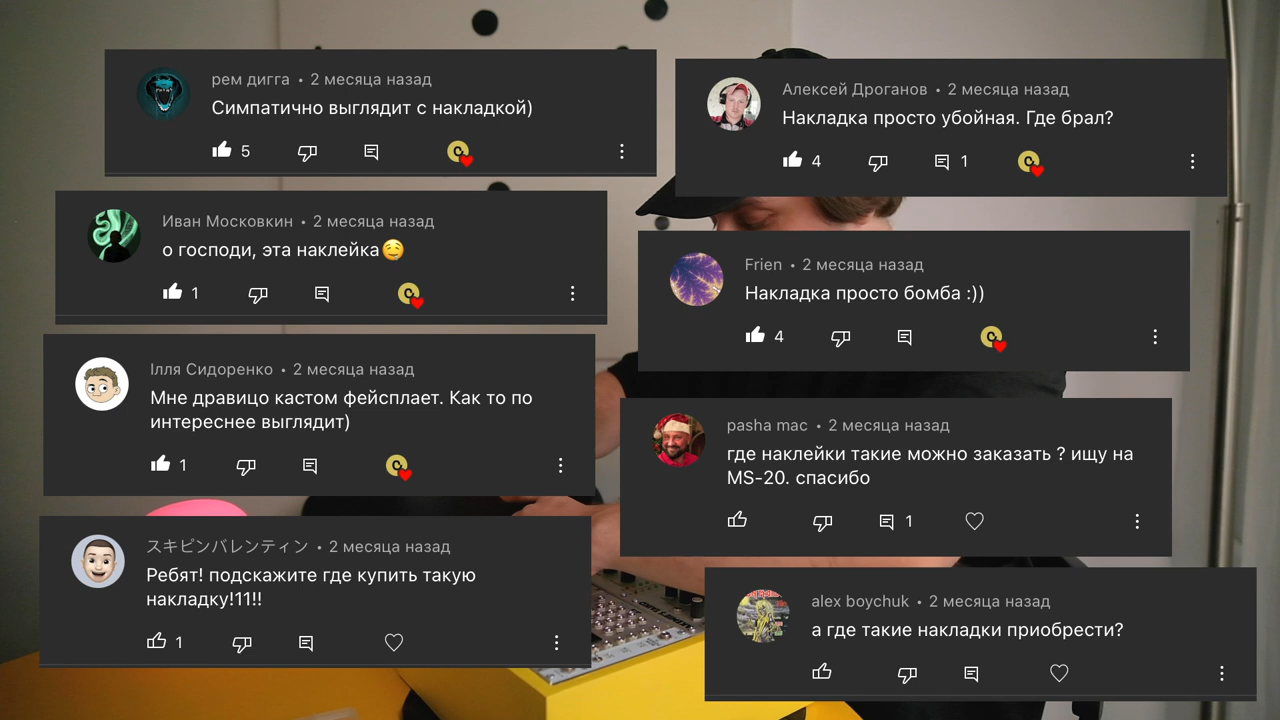 рем дигга • 2 месяца назад
Симпатично выглядит с накладкой)
5
Алексей Дроганов • 2 месяца назад
Накладка просто убойная. Где брал?
4 1
Иван Московкин • 2 месяца назад
о господи, эта наклейка🤤
1
Frien • 2 месяца назад
Накладка просто бомба :))
4
Ілля Сидоренко • 2 месяца назад
Мне дравицо кастом фейсплает. Как то по
интереснее выглядит)
1
pasha mac • 2 месяца назад
где наклейки такие можно заказать ? ищу на
MS-20. спасибо
1
スキピンバレンティン • 2 месяца назад
Ребят! подскажите где купить такую
накладку!11!!
1
alex boychuk • 2 месяца назад
а где такие накладки приобрести?